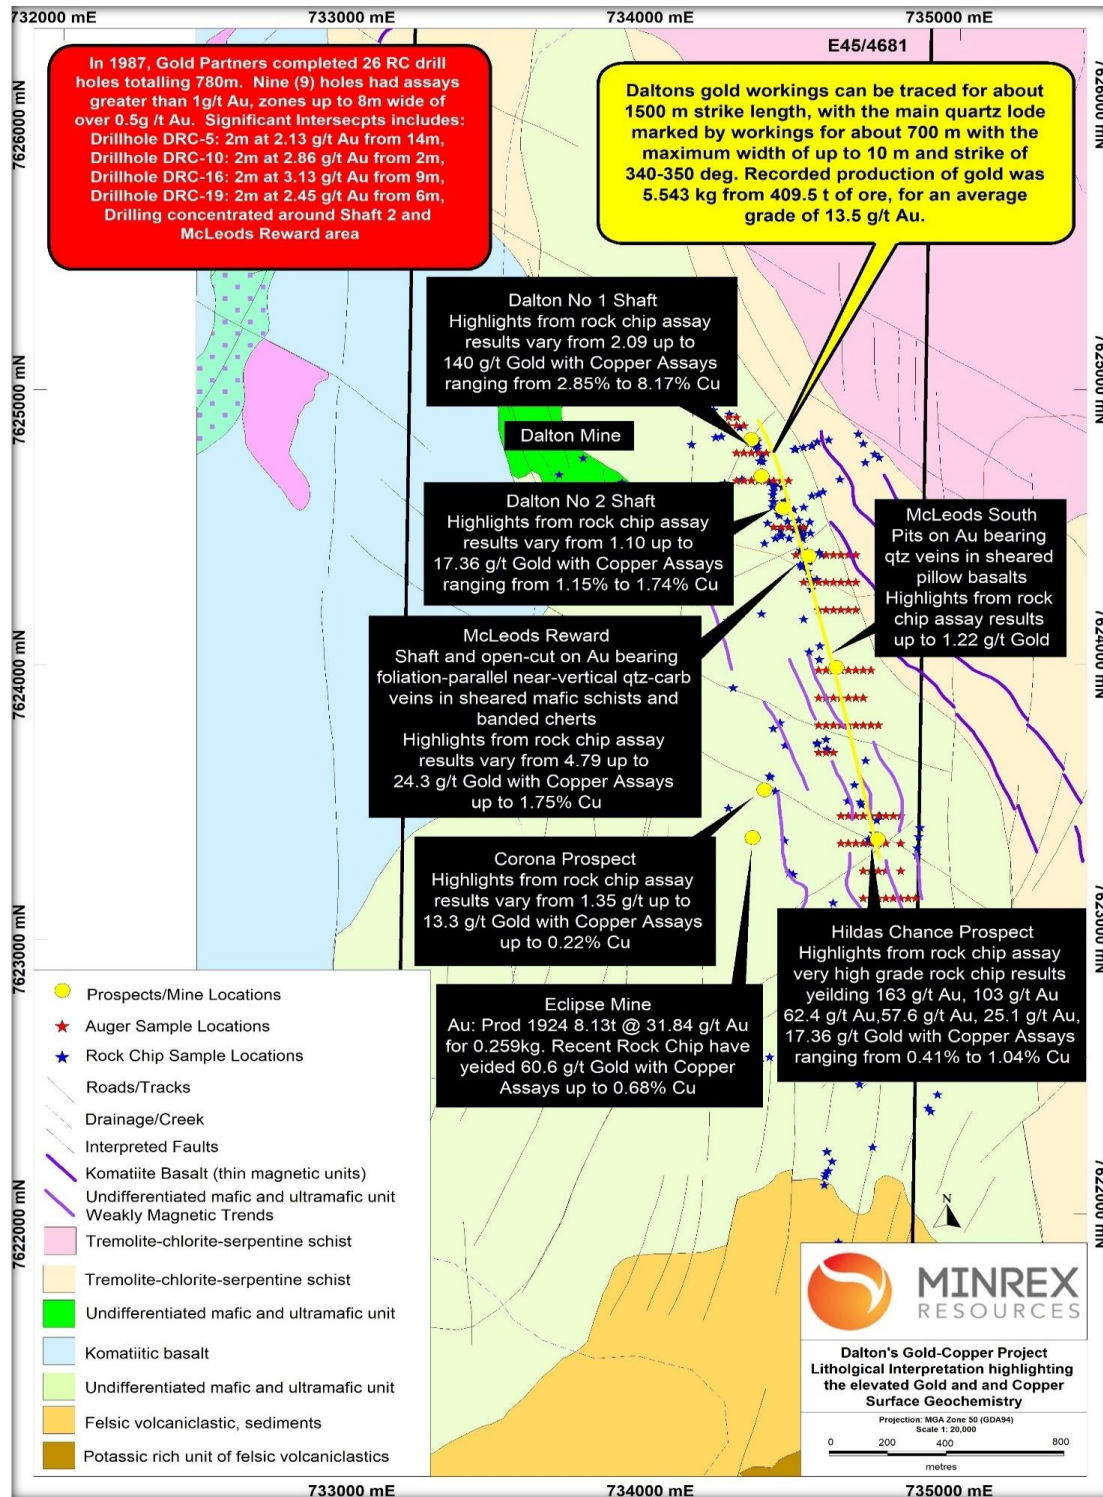 732000 mE
733000 mE
734000 mE
735000 mE
E45/4681
7626000 mN
7626000 mN
In 1987, Gold Partners completed 26 RC drill
holes totalling 780m. Nine (9) holes had assays
greater than 1g/t Au, zones up to 8m wide of
over 0.5g /t Au. Significant Intersecpts includes:
Drillhole DRC-5: 2m at 2.13 g/t Au from 14m,
Drillhole DRC-10: 2m at 2.86 g/t Au from 2m,
Drillhole DRC-16: 2m at 3.13 g/t Au from 9m,
Drillhole DRC-19: 2m at 2.45 g/t Au from 6m,
Drilling concentrated around Shaft 2 and
McLeods Reward area
Daltons gold workings can be traced for about
1500 m strike length, with the main quartz lode
marked by workings for about 700 m with the
maximum width of up to 10 m and strike of
340-350 deg. Recorded production of gold was
5.543 kg from 409.5 t of ore, for an average
grade of 13.5 g/t Au.
Dalton No 1 Shaft
Highlights from rock chip assay
results vary from 2.09 up to
140 g/t Gold with Copper Assays
ranging from 2.85% to 8.17% Cu
7625000 mN
7625000 mN
Dalton Mine
Dalton No 2 Shaft
Highlights from rock chip assay
results vary from 1.10 up to
17.36 g/t Gold with Copper Assays
ranging from 1.15% to 1.74% Cu
McLeods South
Pits on Au bearing
qtz veins in sheared
pillow basalts
Highlights from rock
chip assay results
up to 1.22 g/t Gold
McLeods Reward
Shaft and open-cut on Au bearing
foliation-parallel near-vertical qtz-carb
veins in sheared mafic schists and
banded cherts
Highlights from rock chip assay
results vary from 4.79 up to
24.3 g/t Gold with Copper Assays
up to 1.75% Cu
7624000 mN
7624000 mN
Corona Prospect
Highlights from rock chip assay
results vary from 1.35 g/t up to
13.3 g/t Gold with Copper Assays
up to 0.22% Cu
7623000 mN
7623000 mN
Hildas Chance Prospect
Highlights from rock chip assay
very high grade rock chip results
yeilding 163 g/t Au, 103 g/t Au
62.4 g/t Au,57.6 g/t Au, 25.1 g/t Au,
17.36 g/t Gold with Copper Assays
ranging from 0.41% to 1.04% Cu
Eclipse Mine
Au: Prod 1924 8.13t @ 31.84 g/t Au
for 0.259kg. Recent Rock Chip have
yeided 60.6 g/t Gold with Copper
Assays up to 0.68% Cu
Prospects/Mine Locations
Auger Sample Locations
Rock Chip Sample Locations
Roads/Tracks
Drainage/Creek
Interpreted Faults
Komatiite Basalt (thin magnetic units)
Undifferentiated mafic and ultramafic unit
Weakly Magnetic Trends
Tremolite-chlorite-serpentine schist
Tremolite-chlorite-serpentine schist
Undifferentiated mafic and ultramafic unit
Komatiitic basalt
Undifferentiated mafic and ultramafic unit
Felsic volcaniclastic, sediments
Potassic rich unit of felsic volcaniclastics
7622000 mN
7622000 mN
N
MINREX
RESOURCES
Dalton's Gold-Copper Project
Lithological Interpretation highlighting
the elevated Gold and and Copper
Surface Geochemistry
Projection: MGA Zone 50 (GDA94)
Scale 1: 20,000
0 200 400 800
metres
733000 mE
734000 mE
735000 mE